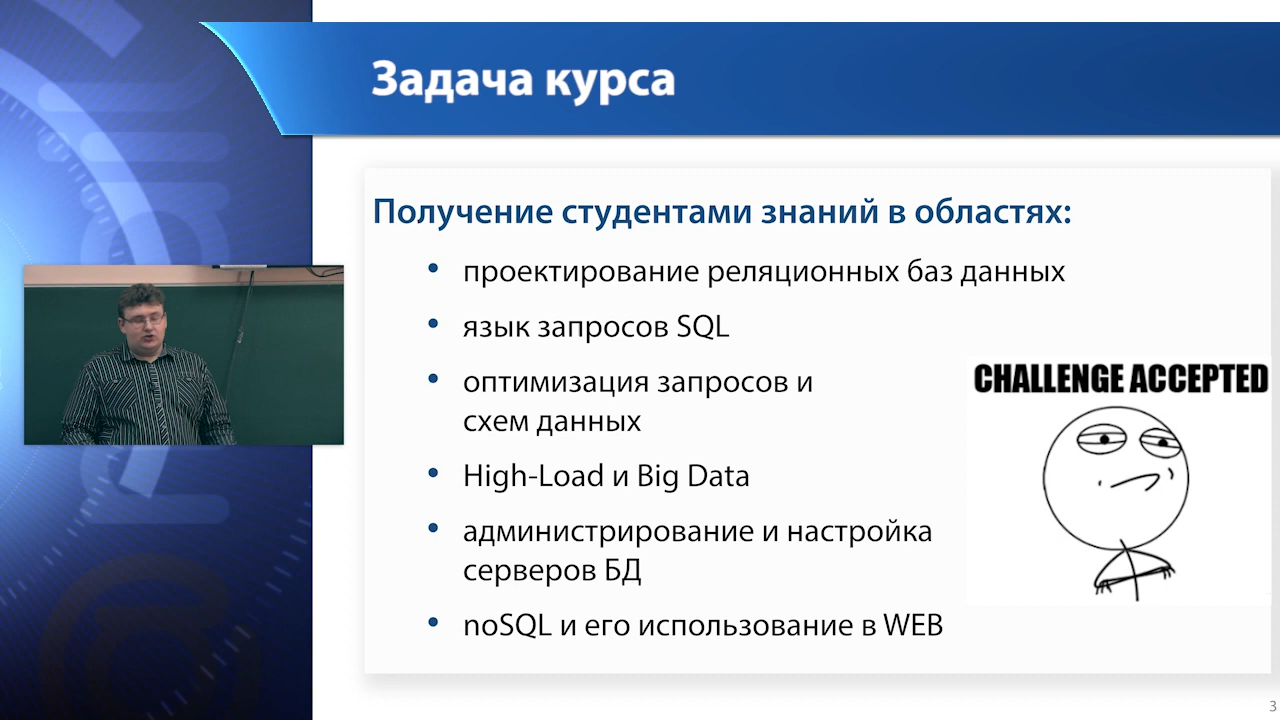 Задача курса
Получение студентами знаний в областях:
• проектирование реляционных баз данных
• язык запросов SQL
• оптимизация запросов и
схем данных
CHALLENGE ACCEPTED
• High-Load и Big Data
• администрирование и настройка
серверов БД
• noSQL и его использование в WEB
3